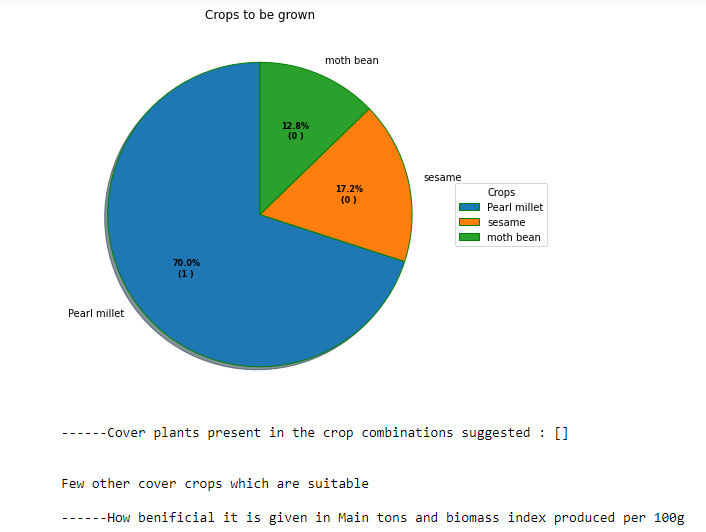 Crops to be grown
moth bean
12.8%
(0 )
sesame
17.2%
(0 )
Crops
Pearl millet
sesame
moth bean
70.0%
(1 )
Pearl millet
------Cover plants present in the crop combinations suggested : []
Few other cover crops which are suitable
------How benificial it is given in Main tons and biomass index produced per 100g